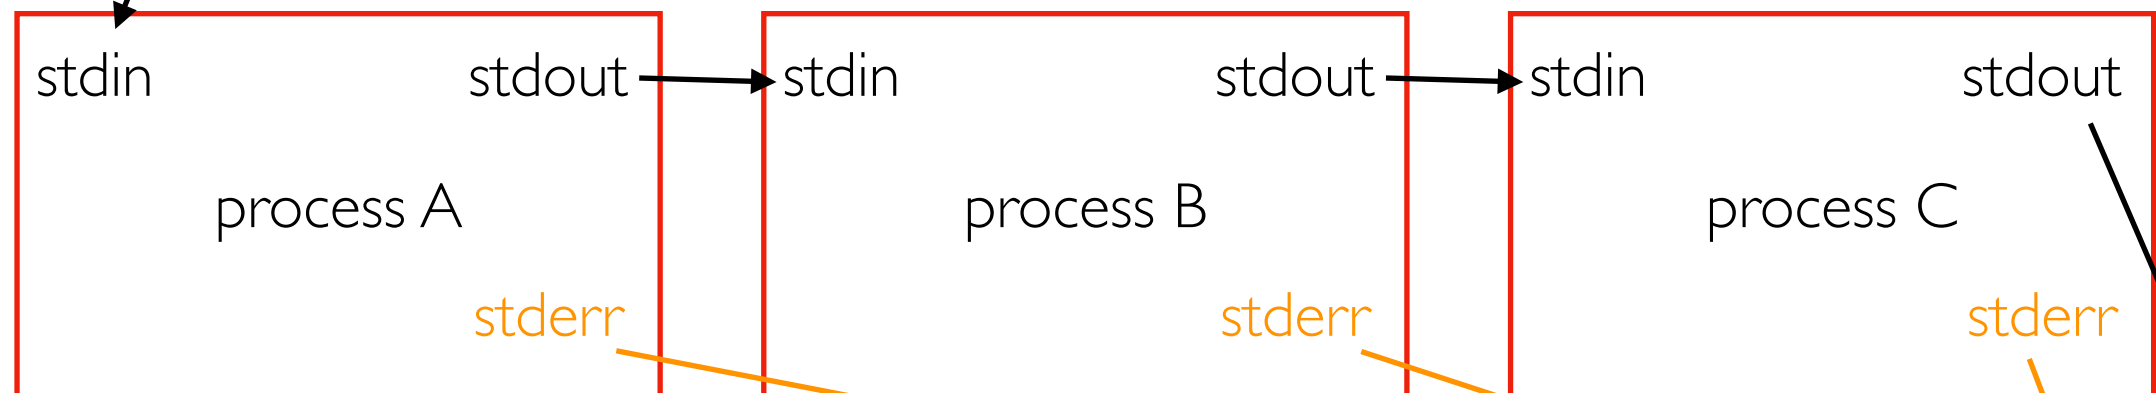 stdin stdout stdin stdout stdin stdout
process A process B process C
stderr stderr stderr